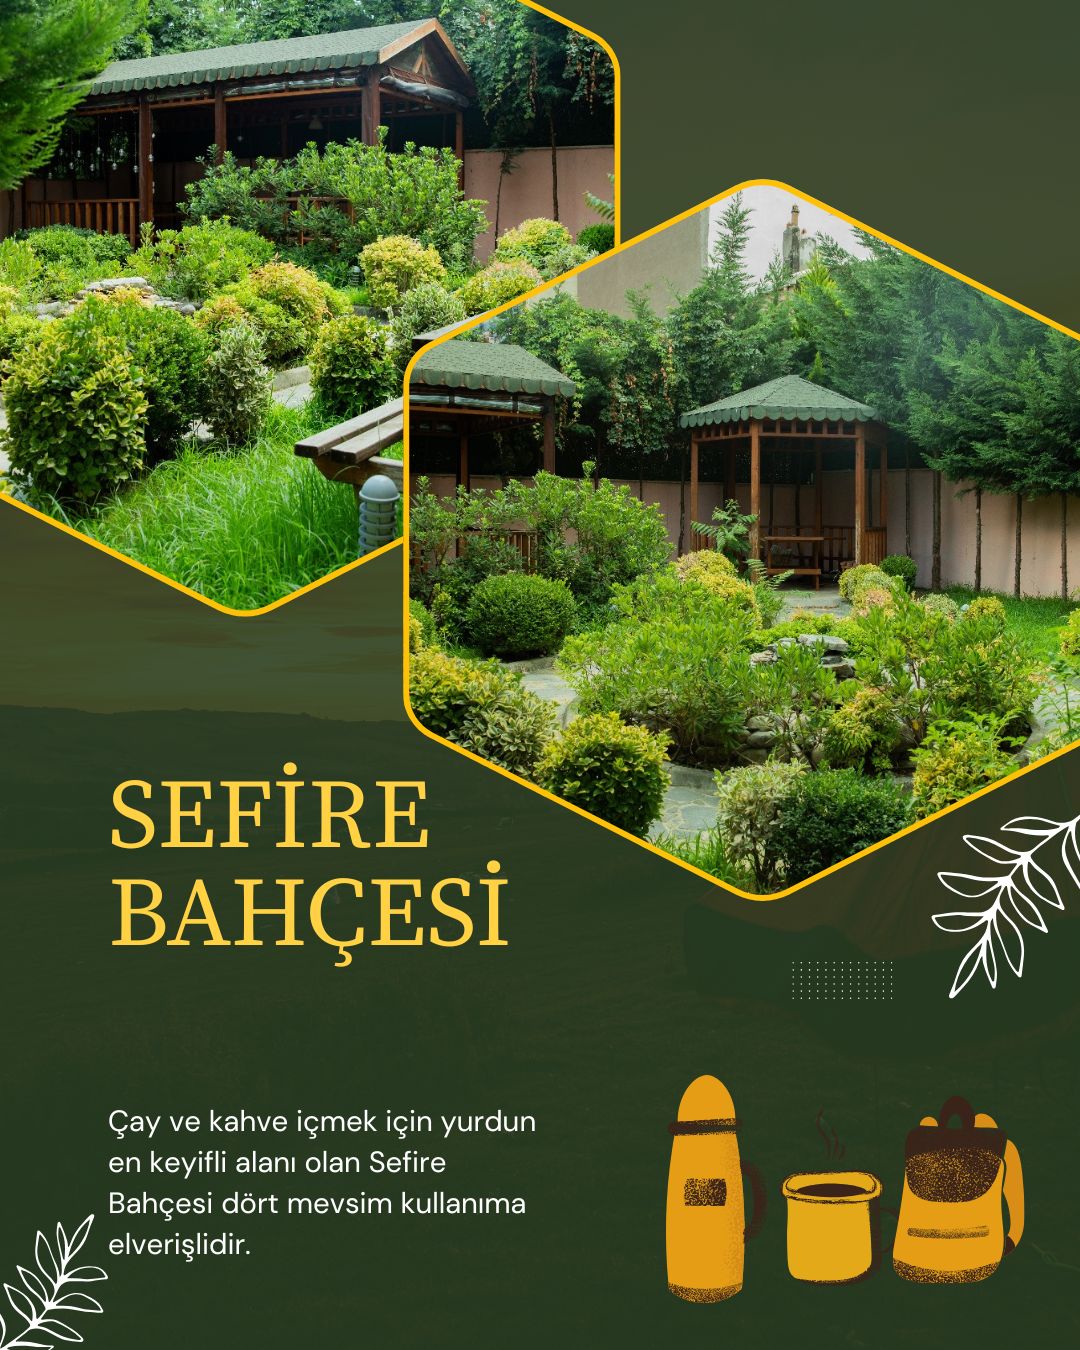 SEFİRE
BAHÇESİ
Çay ve kahve içmek için yurdun
en keyifli alanı olan Sefire
Bahçesi dört mevsim kullanıma
elverişlidir.